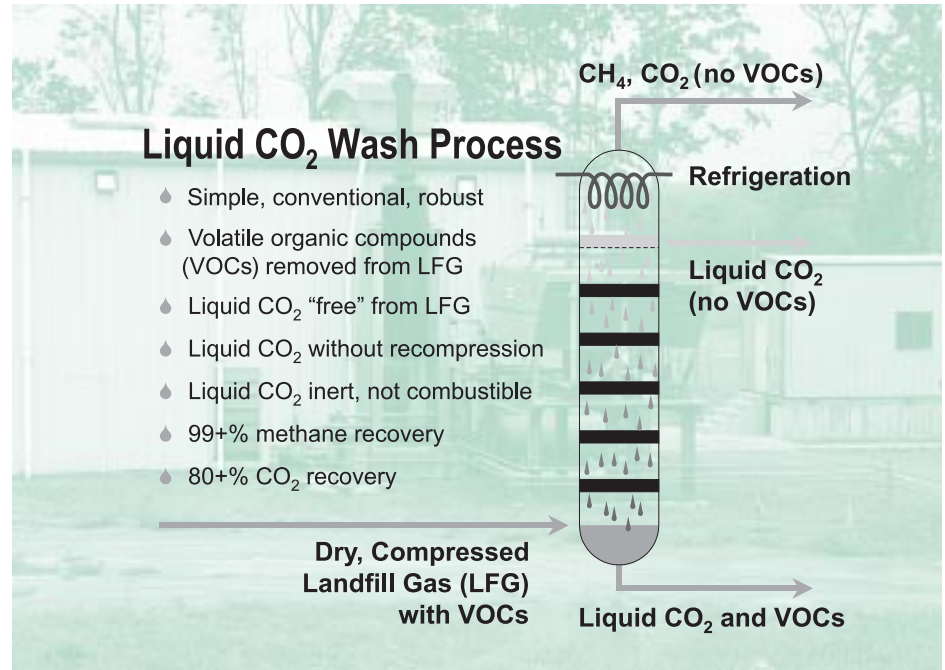 CH₄, CO₂ (no VOCs)
Liquid CO₂ Wash Process
Simple, conventional, robust
Volatile organic compounds
(VOCs) removed from LFG
Liquid CO₂ “free” from LFG
Liquid CO₂ without recompression
Liquid CO₂ inert, not combustible
99+% methane recovery
80+% CO₂ recovery
Refrigeration
Liquid CO₂
(no VOCs)
Dry, Compressed
Landfill Gas (LFG)
with VOCs
Liquid CO₂ and VOCs